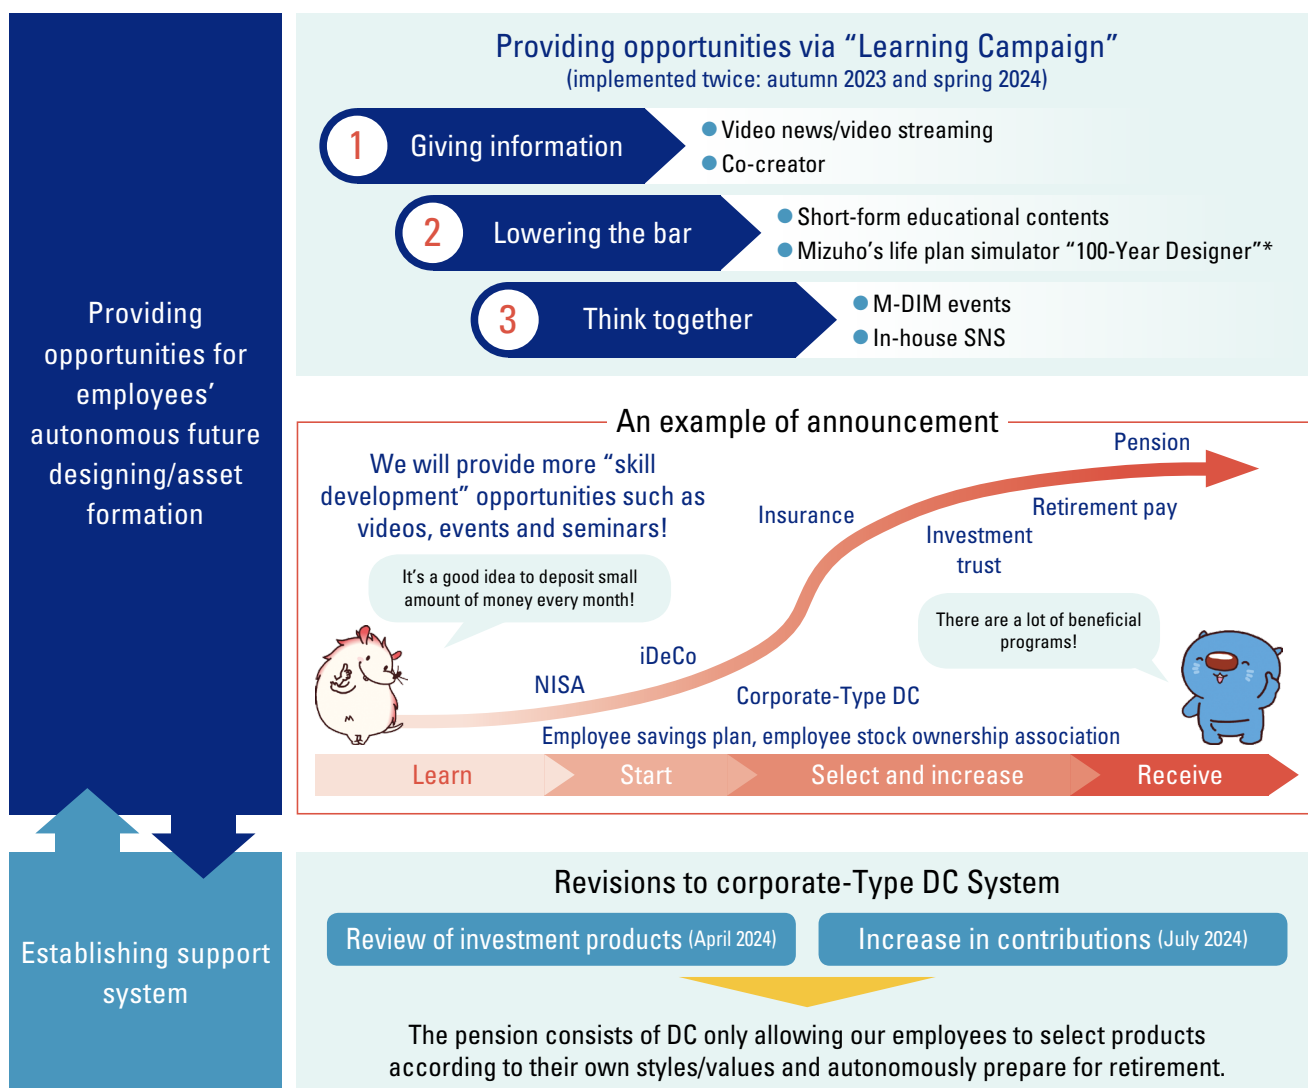 Providing opportunities via “Learning Campaign”
(implemented twice: autumn 2023 and spring 2024)
1 Giving information
● Video news/video streaming
● Co-creator
2 Lowering the bar
● Short-form educational contents
● Mizuho’s life plan simulator “100-Year Designer”*
3 Think together
● M-DIM events
● In-house SNS
Providing
opportunities for
employees’
autonomous future
designing/asset
formation
An example of announcement
We will provide more “skill
development” opportunities such as
videos, events and seminars!
It’s a good idea to deposit small
amount of money every month!
NISA
iDeCo
Insurance
Corporate-Type DC
Investment
trust
Retirement pay
Pension
There are a lot of beneficial
programs!
Employee savings plan, employee stock ownership association
Learn
Start
Select and increase
Receive
Establishing support
system
Revisions to corporate-Type DC System
Review of investment products (April 2024)
Increase in contributions (July 2024)
The pension consists of DC only allowing our employees to select products
according to their own styles/values and autonomously prepare for retirement.